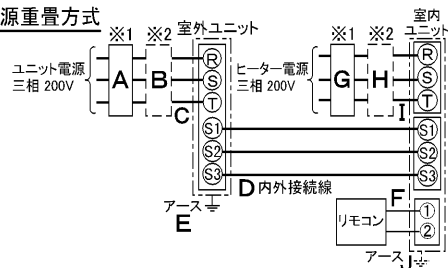 源重畳方式
※1 ※2 室外ユニット
ユニット電源
三相 200V
A B
R
S
T
C
S1
S2
S3
D 内外接続線
アース
E
※1 ※2 室内
ユニット
ヒーター電源
三相 200V
G H
R
S
T
I
S1
S2
S3
リモコン
F
1
2
アース
J